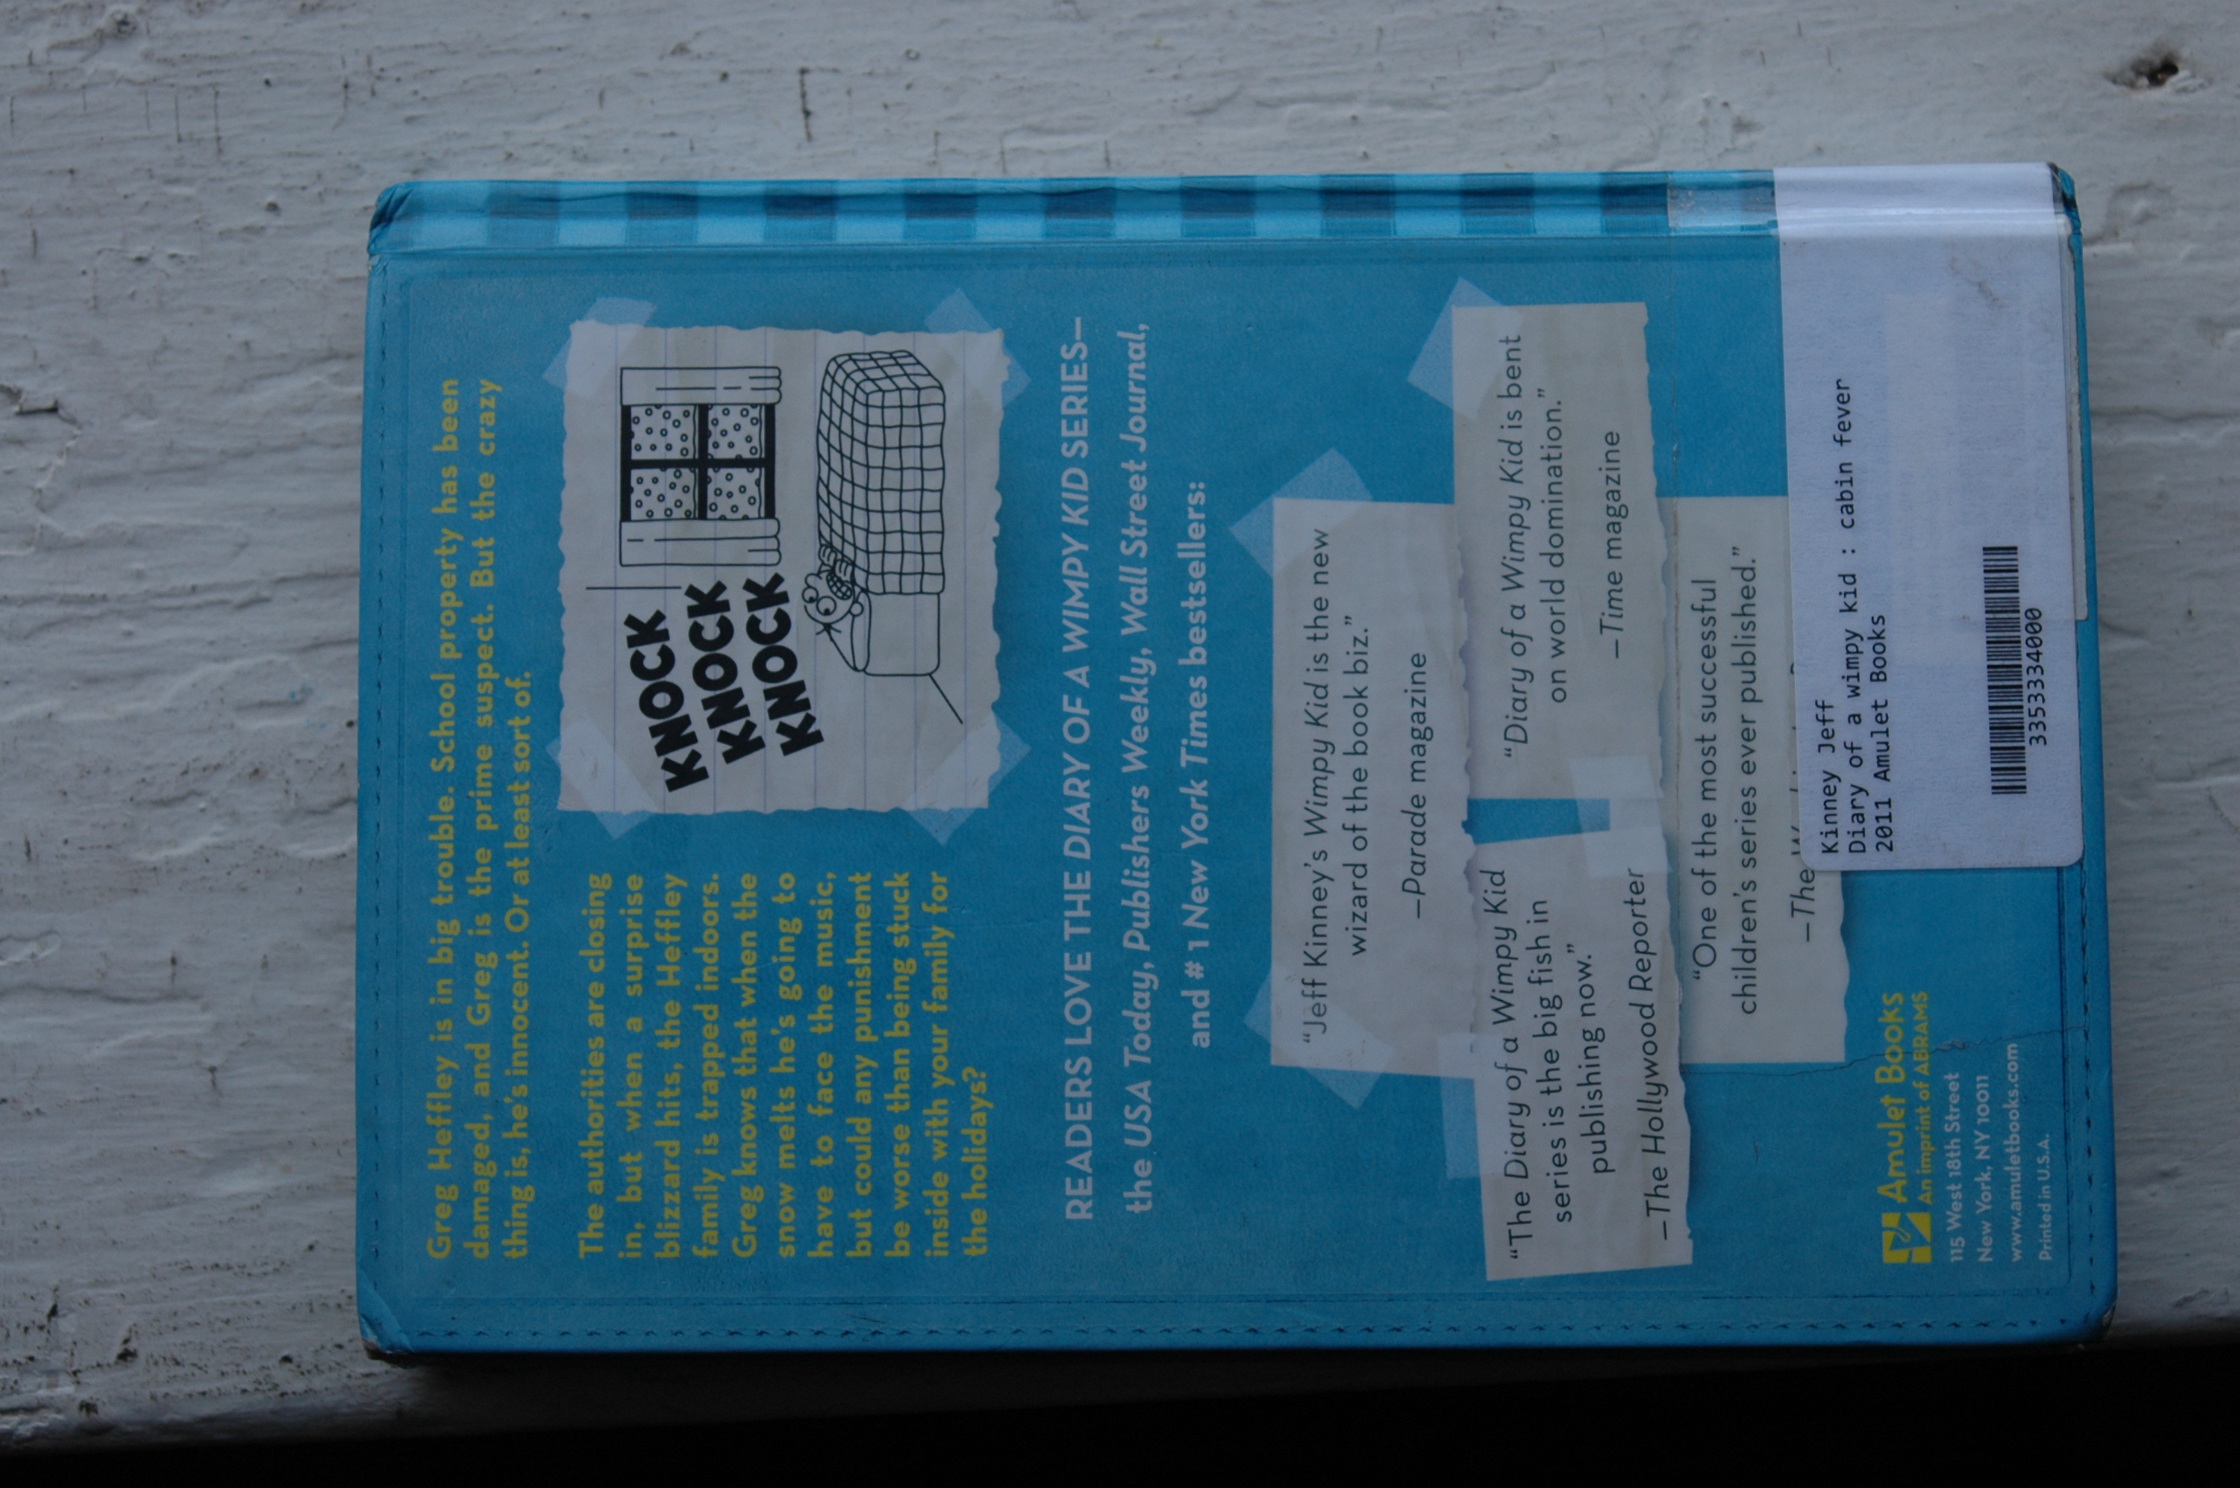 Greg Heffley is in big trouble. School property has been
damaged, and Greg is the prime suspect. But the crazy
thing is, he's innocent. Or at least sort of.
The authorities are closing
in, but when a surprise
blizzard hits, the Heffley
family is trapped indoors.
Greg knows that when the
snow melts he's going to
have to face the music,
but could any punishment
be worse than being stuck
inside with your family for
the holidays?
KNOCK
KNOCK
KNOCK
READERS LOVE THE DIARY OF A WIMPY KID SERIES—
the USA Today, Publishers Weekly, Wall Street Journal,
and #1 New York Times bestsellers:
“Jeff Kinney's Wimpy Kid is the new
wizard of the book biz.”
—Parade magazine
“Diary of a Wimpy Kid is bent
on world domination.”
—Time magazine
“The Diary of a Wimpy Kid
series is the big fish in
publishing now.”
—The Hollywood Reporter
“One of the most successful
children's series ever published.”
—The
Amulet Books
An imprint of ABRAMS
115 West 18th Street
New York, NY 10011
www.amuletbooks.com
Printed in U.S.A.
Kinney Jeff
Diary of a wimpy kid : cabin fever
2011 Amulet Books
3353334000